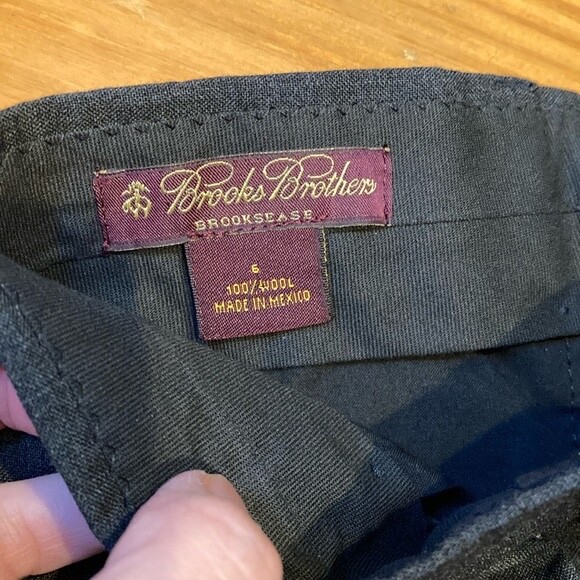 Brooks Brothers
BROOKSEASE
6
100% WOOL
MADE IN MEXICO